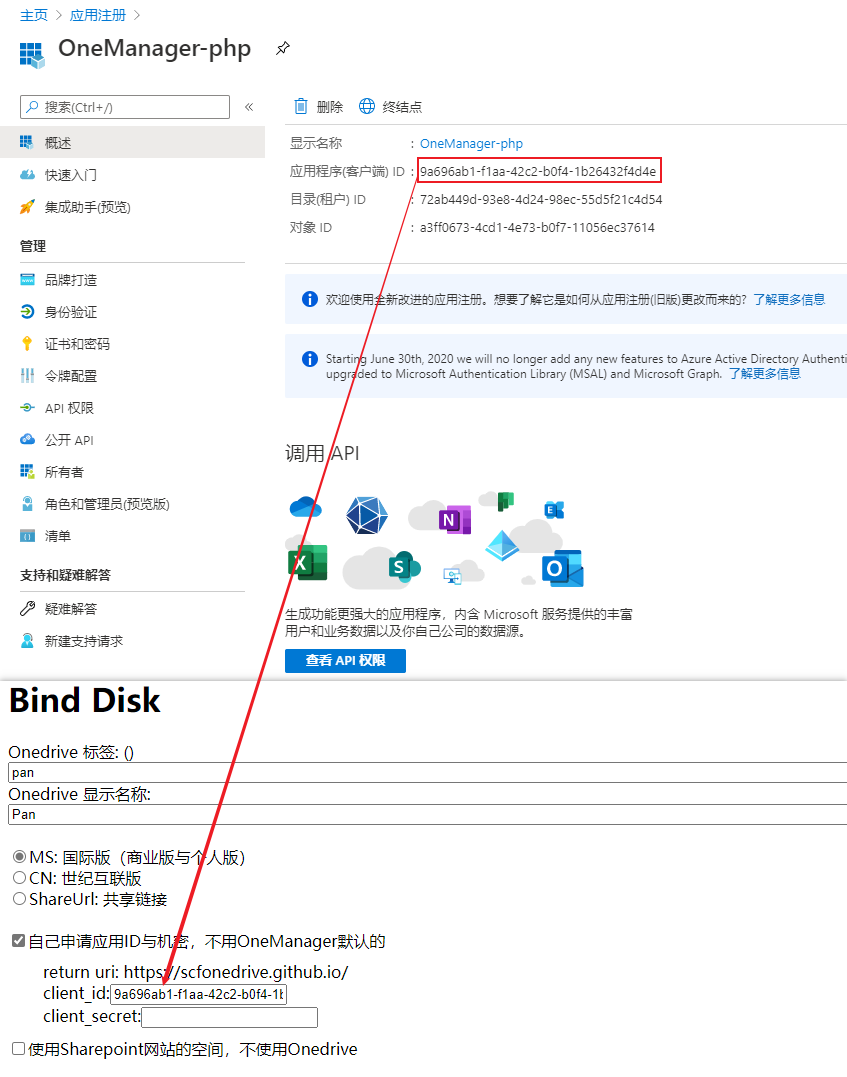 主页 > 应用注册 >
OneManager-php
搜索(Ctrl+/)
«
删除 终结点
概述
快速入门
集成助手(预览)
管理
品牌打造
身份验证
证书和密码
令牌配置
API 权限
公开 API
所有者
角色和管理员(预览版)
清单
支持和疑难解答
疑难解答
新建支持请求
显示名称 : OneManager-php
应用程序(客户端) ID : 9a696ab1-f1aa-42c2-b0f4-1b26432f4d4e
目录(租户) ID : 72ab449d-93e8-4d24-98ec-55d5f21c4d54
对象 ID : a3ff0673-4cd1-4e73-b0f7-11056ec37614
欢迎使用全新改进的应用注册。想要了解它是如何从应用注册(旧版)更改而来的? 了解更多信息
Starting June 30th, 2020 we will no longer add any new features to Azure Active Directory Authenti
upgraded to Microsoft Authentication Library (MSAL) and Microsoft Graph. 了解更多信息
调用 API
N
E
X
S
O
生成功能更强大的应用程序，内含 Microsoft 服务提供的丰富
用户和业务数据以及你自己公司的数据源。
查看 API 权限
Bind Disk
Onedrive 标签: ()
pan
Onedrive 显示名称:
Pan
MS: 国际版（商业版与个人版）
CN: 世纪互联版
ShareUrl: 共享链接
自己申请应用ID与机密，不用OneManager默认的
return uri: https://scfonedrive.github.io/
client_id: 9a696ab1-f1aa-42c2-b0f4-1b
client_secret:
使用Sharepoint网站的空间，不使用Onedrive